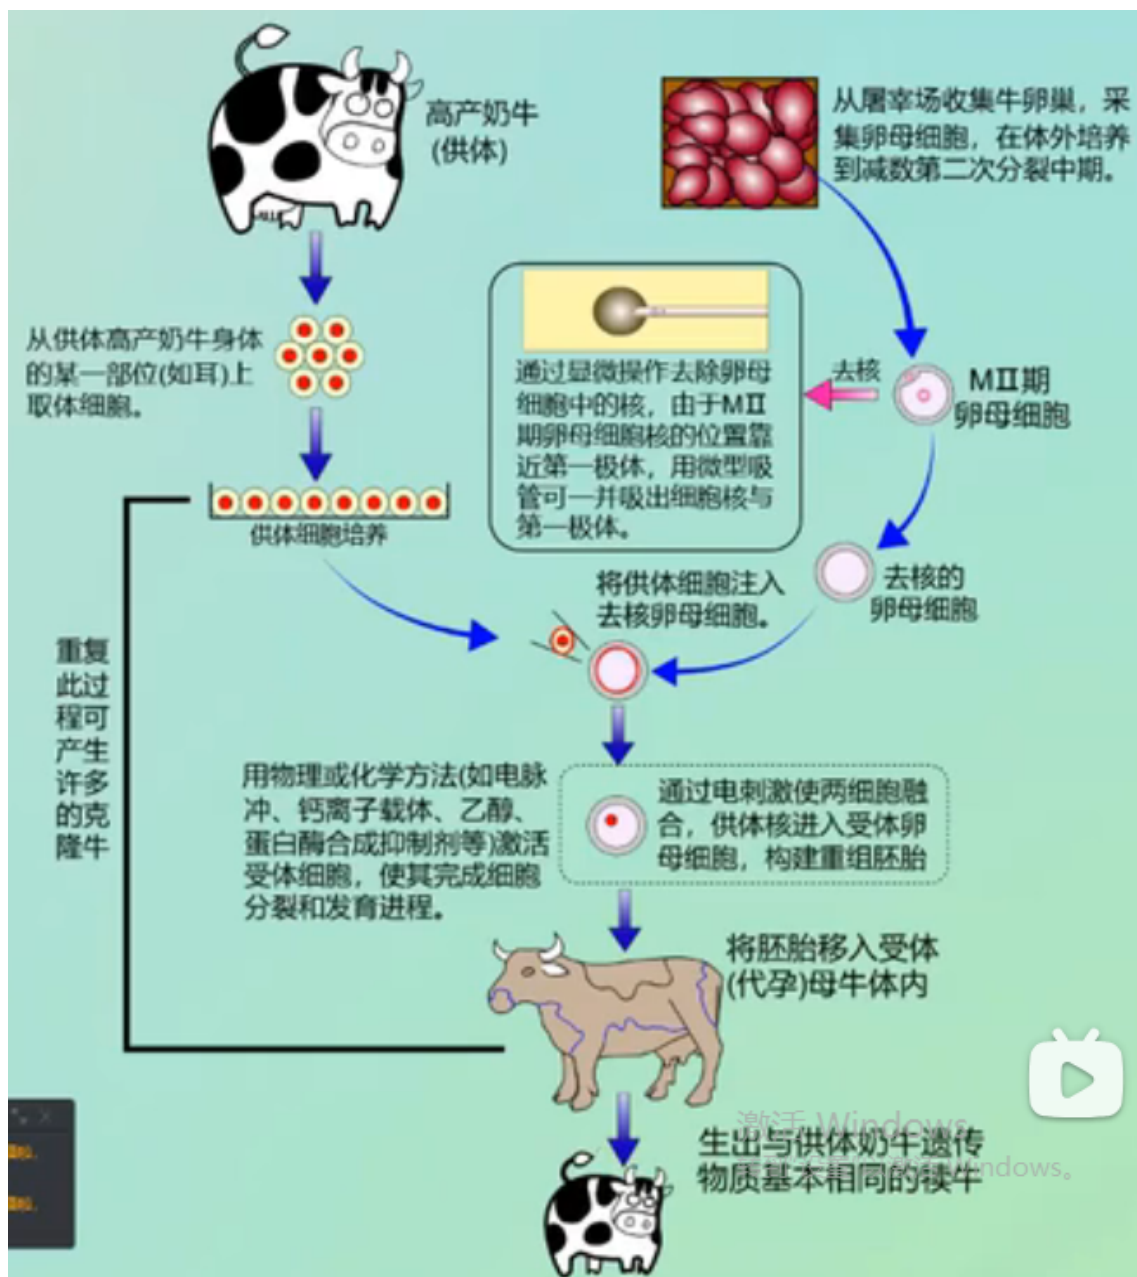 高产奶牛
(供体)
从屠宰场收集牛卵巢，采
集卵母细胞，在体外培养
到减数第二次分裂中期。
从供体高产奶牛身体
的某一部位(如耳)上
取体细胞。
通过显微操作去除卵母
细胞中的核，由于MⅡ
期卵母细胞核的位置靠
近第一极体，用微型吸
管可一并吸出细胞核与
第一极体。
去核
MⅡ期
卵母细胞
供体细胞培养
将供体细胞注入
去核卵母细胞。
去核的
卵母细胞
重复
此过
程可
产生
许多
的克
隆牛
用物理或化学方法(如电脉
冲、钙离子载体、乙醇、
蛋白酶合成抑制剂等)激活
受体细胞，使其完成细胞
分裂和发育进程。
通过电刺激使两细胞融
合，供体核进入受体卵
母细胞，构建重组胚胎
将胚胎移入受体
(代孕)母牛体内
激活 Windows
生出与供体奶牛遗传
物质基本相同的犊牛
Windows。